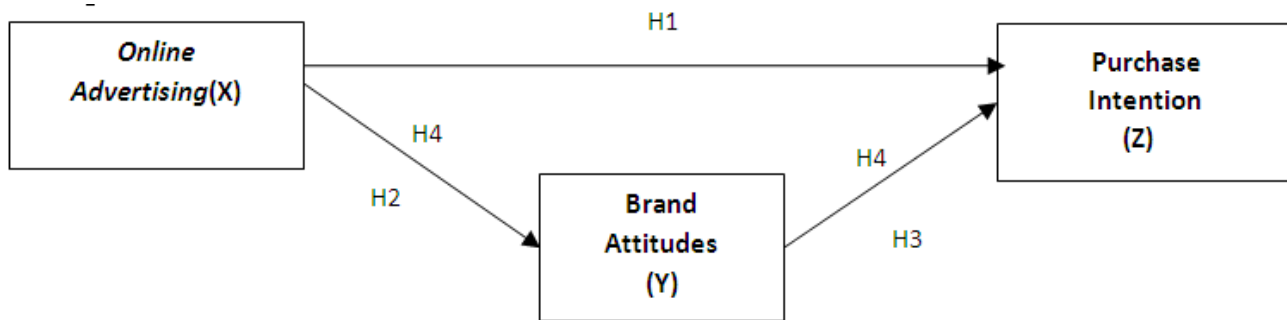 H1
Online
Advertising(X)
Purchase
Intention
(Z)
H4
H4
H2
Brand
Attitudes
(Y)
H3